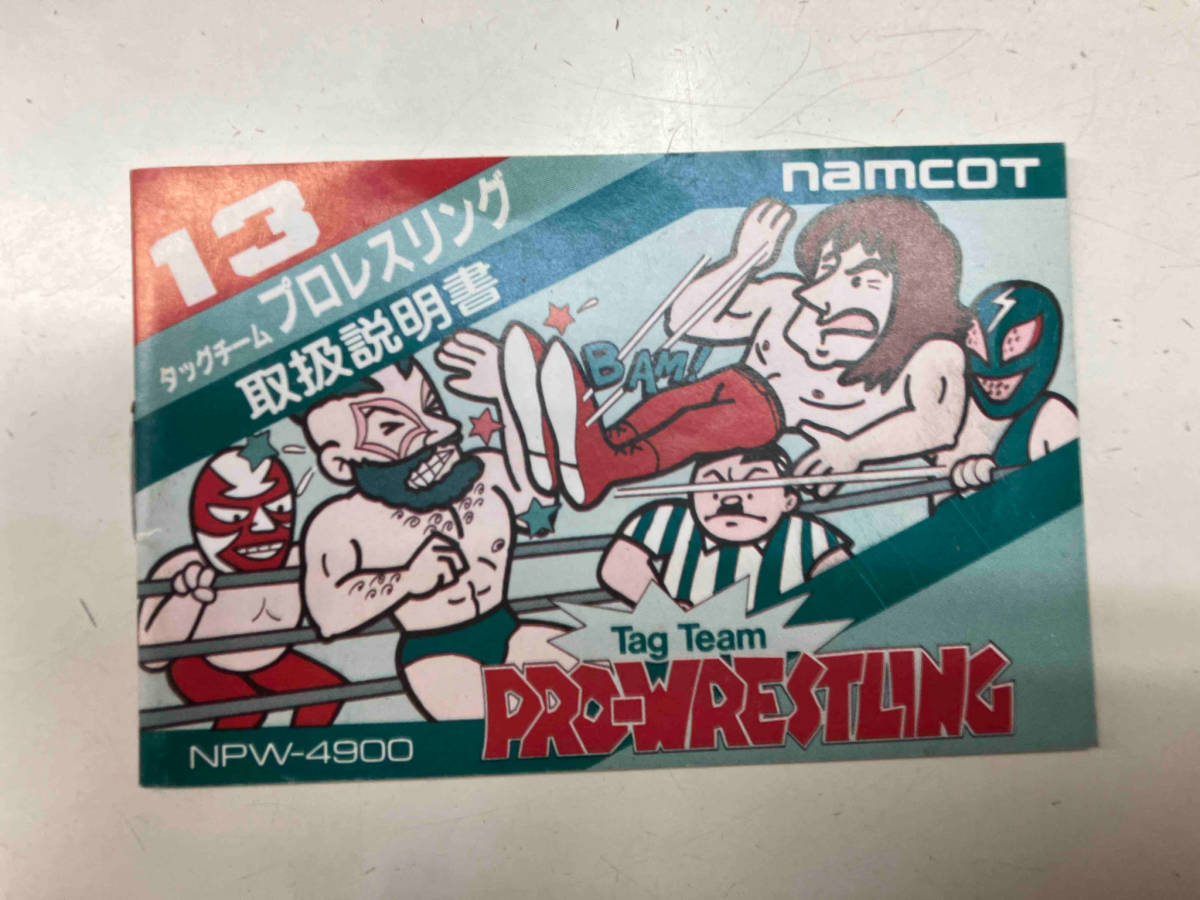 13
namcoT
タッグチーム プロレスリング
取扱説明書
BAM!
Tag Team
PRO-WRESTLING
NPW-4900